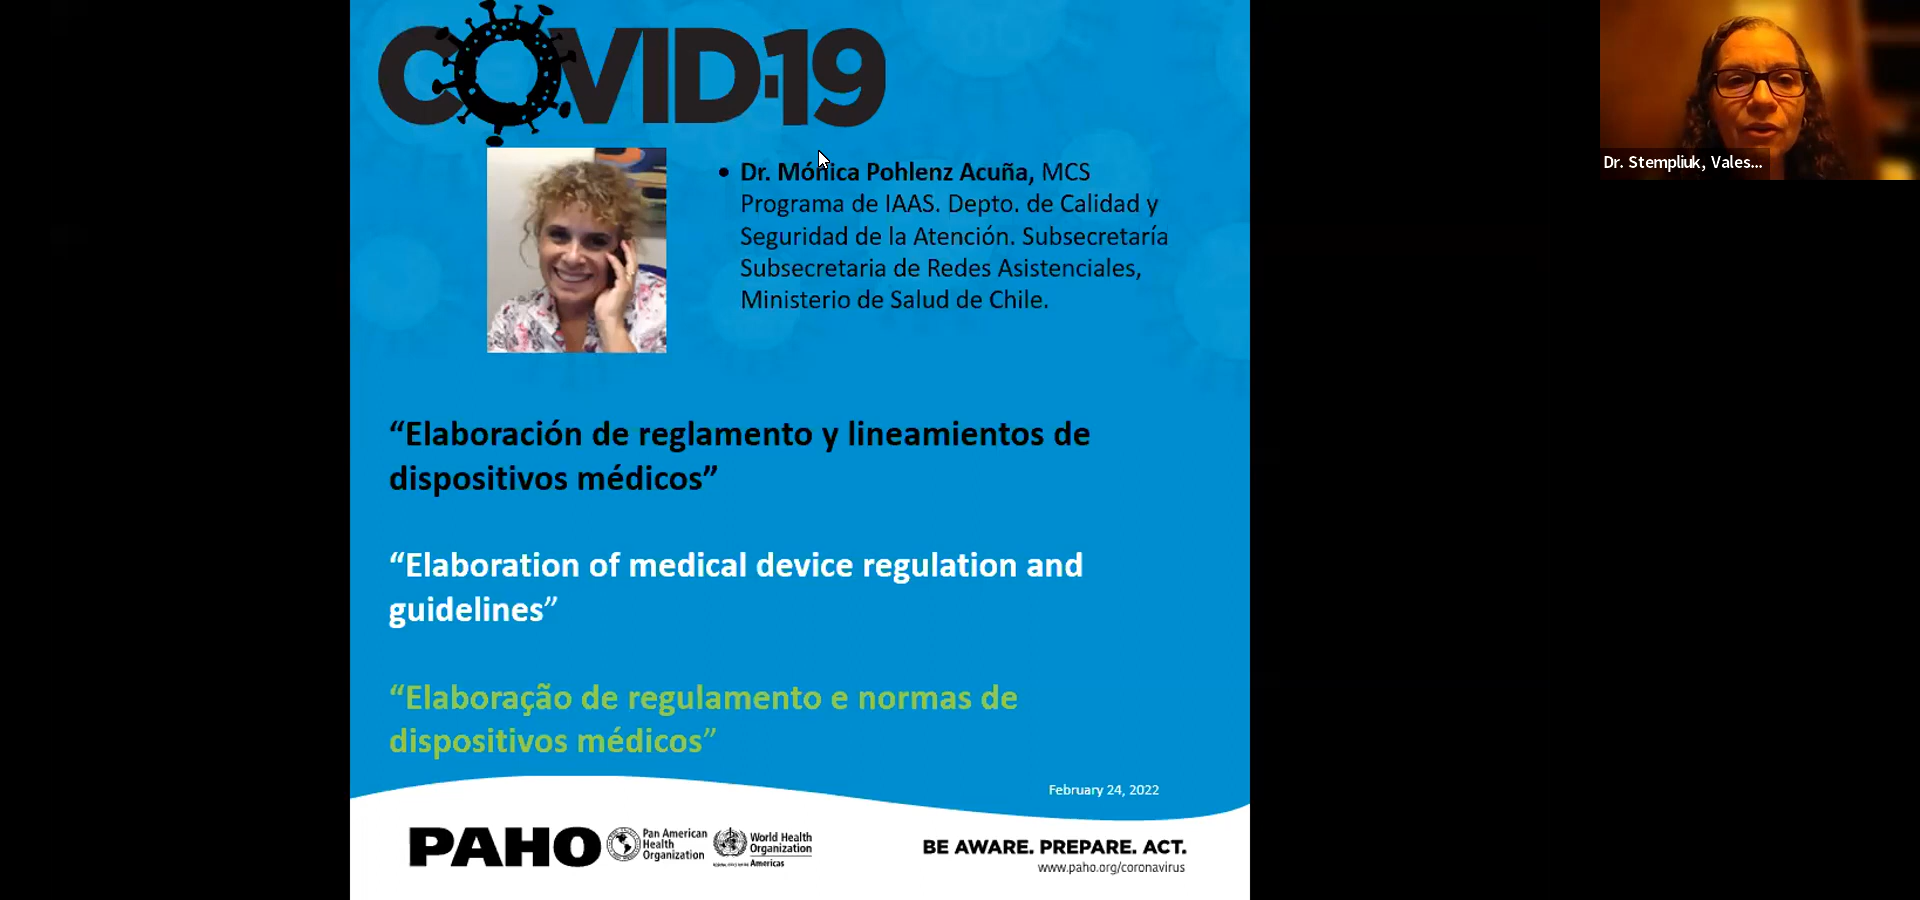 COVID-19
• Dr. Mónica Pohlenz Acuña, MCS
Programa de IAAS. Depto. de Calidad y
Seguridad de la Atención. Subsecretaría
Subsecretaria de Redes Asistenciales,
Ministerio de Salud de Chile.
Dr. Stempliuk, Vales...
“Elaboración de reglamento y lineamientos de
dispositivos médicos”
“Elaboration of medical device regulation and
guidelines”
“Elaboração de regulamento e normas de
dispositivos médicos”
February 24, 2022
PAHO
Pan American
Health
Organization
World Health
Organization
Americas
BE AWARE. PREPARE. ACT.
www.paho.org/coronavirus